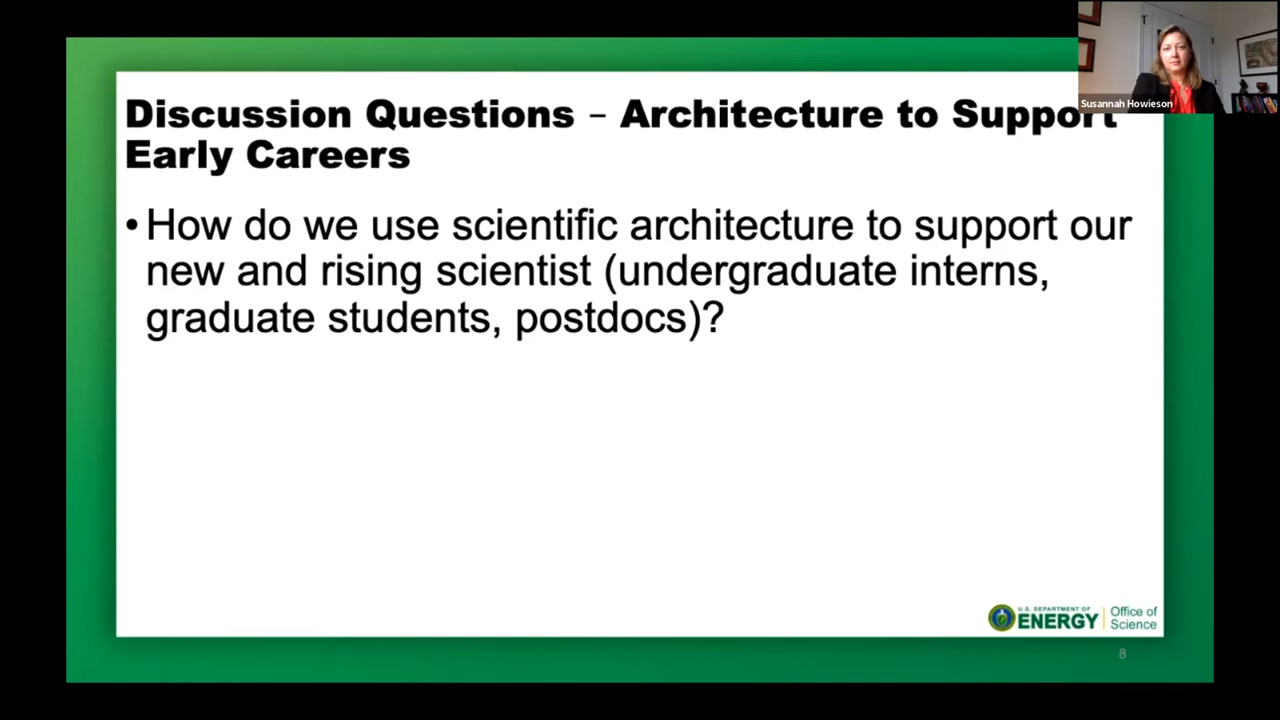 Discussion Questions – Architecture to Support
Early Careers
• How do we use scientific architecture to support our
new and rising scientist (undergraduate interns,
graduate students, postdocs)?
Susannah Howieson
U.S. DEPARTMENT OF
ENERGY
Office of
Science
8